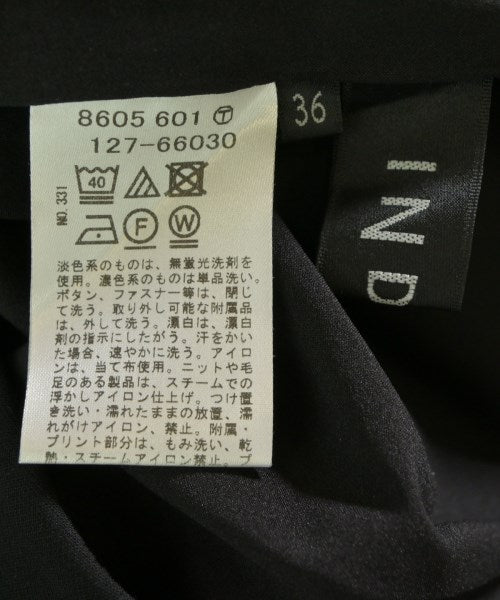 8605 601 Ⓣ
127-66030
36
IND
NO.331
40
F
W
淡色系のものは、無蛍光洗剤を
使用。濃色系のものは単品洗い。
ボタン、ファスナー等は、閉じ
て洗う。取り外し可能な附属品
は、外して洗う。漂白は、漂白
剤の指示にしたがう。汗をかい
た場合、速やかに洗う。アイロ
ンは、当て布使用。ニットや毛
足のある製品は、スチームでの
浮かしアイロン仕上げ。つけ置
き洗い・濡れたままの放置、濡
れがけアイロン、禁止。附属・
プリント部分は、もみ洗い、乾
熱・スチームアイロン禁止。プ